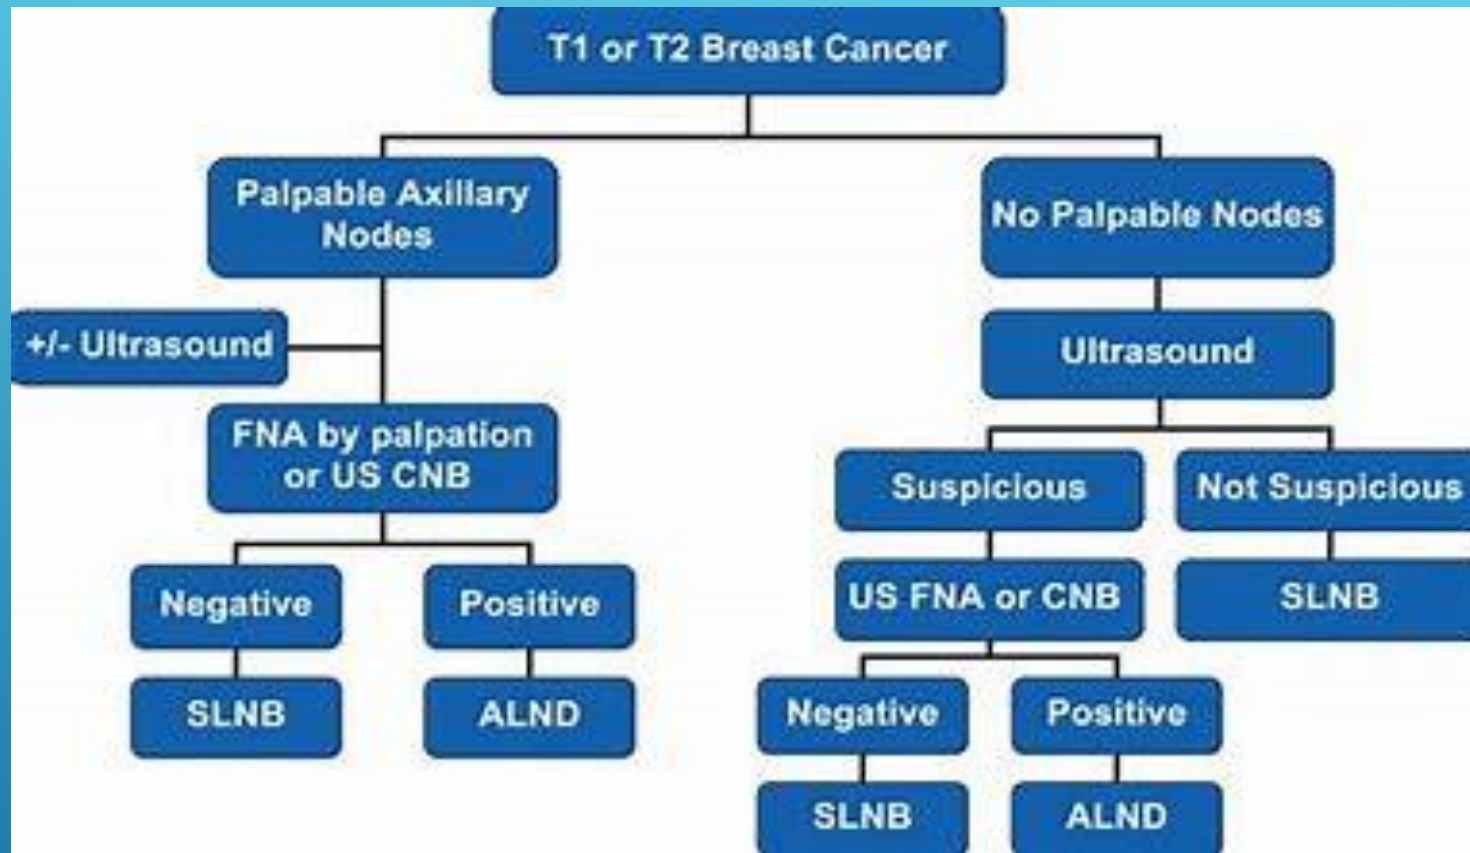 T1 or T2 Breast Cancer
Palpable Axillary
Nodes
No Palpable Nodes
+/- Ultrasound
Ultrasound
FNA by palpation
or US CNB
Suspicious
Not Suspicious
Negative
Positive
US FNA or CNB
SLNB
SLNB
ALND
Negative
Positive
SLNB
ALND